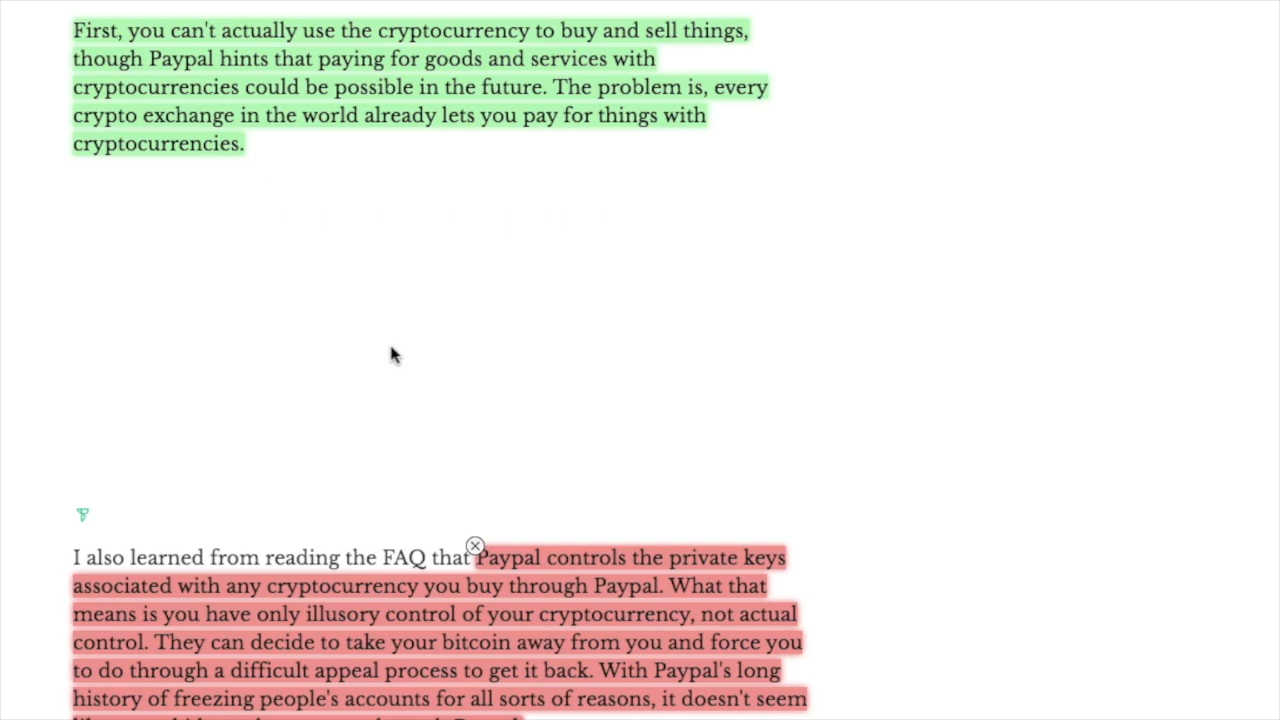 First, you can't actually use the cryptocurrency to buy and sell things,
though Paypal hints that paying for goods and services with
cryptocurrencies could be possible in the future. The problem is, every
crypto exchange in the world already lets you pay for things with
cryptocurrencies.
I also learned from reading the FAQ that Paypal controls the private keys
associated with any cryptocurrency you buy through Paypal. What that
means is you have only illusory control of your cryptocurrency, not actual
control. They can decide to take your bitcoin away from you and force you
to do through a difficult appeal process to get it back. With Paypal's long
history of freezing people's accounts for all sorts of reasons, it doesn't seem